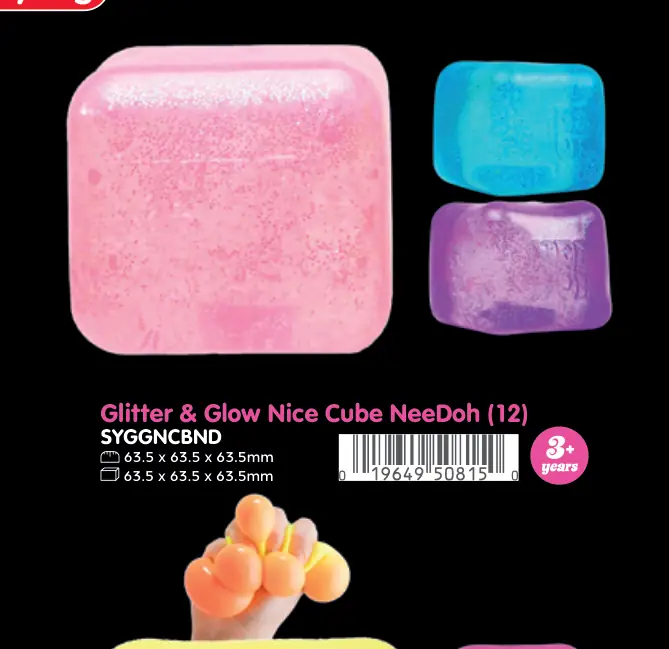 Glitter & Glow Nice Cube NeeDoh (12)
SYGGNCBND
63.5 x 63.5 x 63.5mm
63.5 x 63.5 x 63.5mm
0 19649 50815 0
3+
years